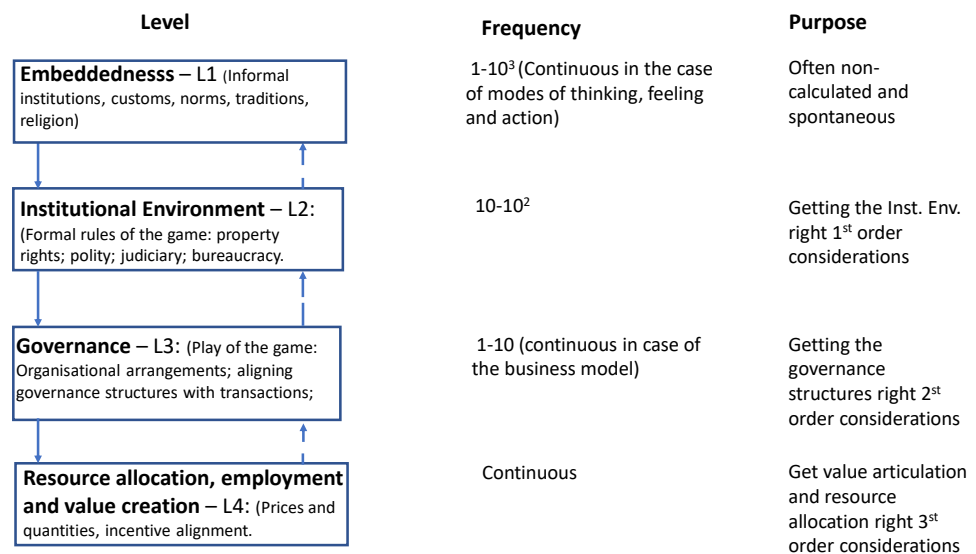 Level
Frequency
Purpose
Embeddednesss – L1 (Informal
institutions, customs, norms, traditions,
religion)
1-10³ (Continuous in the case
of modes of thinking, feeling
and action)
Often non-
calculated and
spontaneous
Institutional Environment – L2:
(Formal rules of the game: property
rights; polity; judiciary; bureaucracy.
10-10²
Getting the Inst. Env.
right 1st order
considerations
Governance – L3: (Play of the game:
Organisational arrangements; aligning
governance structures with transactions;
1-10 (continuous in case of
the business model)
Getting the
governance
structures right 2st
order considerations
Resource allocation, employment
and value creation – L4: (Prices and
quantities, incentive alignment.
Continuous
Get value articulation
and resource
allocation right 3st
order considerations